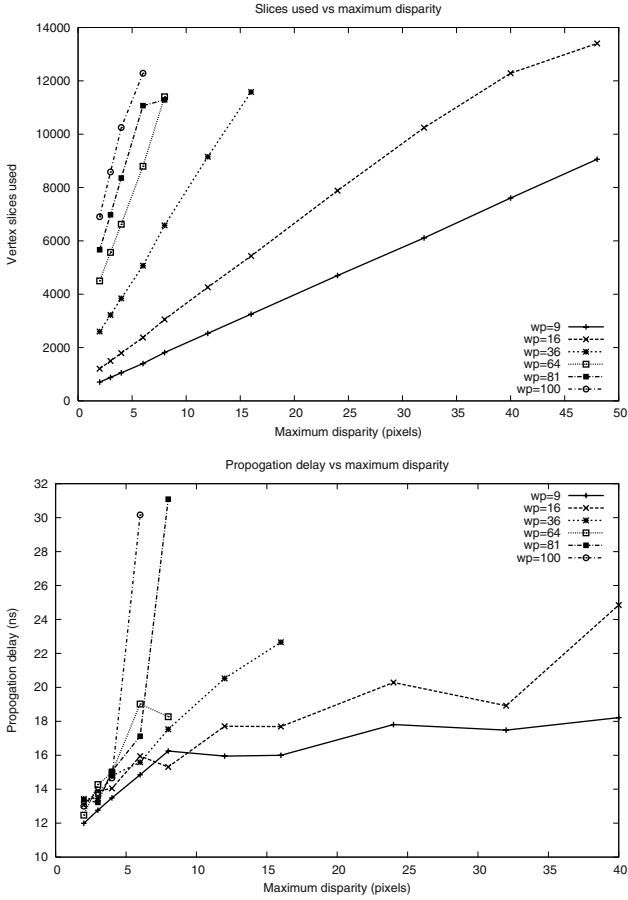 Slices used vs maximum disparity
14000
12000
10000
8000
6000
4000
2000
0
Vertex slices used
wp=9
wp=16
wp=36
wp=64
wp=81
wp=100
0 5 10 15 20 25 30 35 40 45 50
Maximum disparity (pixels)
Propogation delay vs maximum disparity
32
30
28
26
24
22
20
18
16
14
12
10
Propogation delay (ns)
wp=9
wp=16
wp=36
wp=64
wp=81
wp=100
0 5 10 15 20 25 30 35 40
Maximum disparity (pixels)